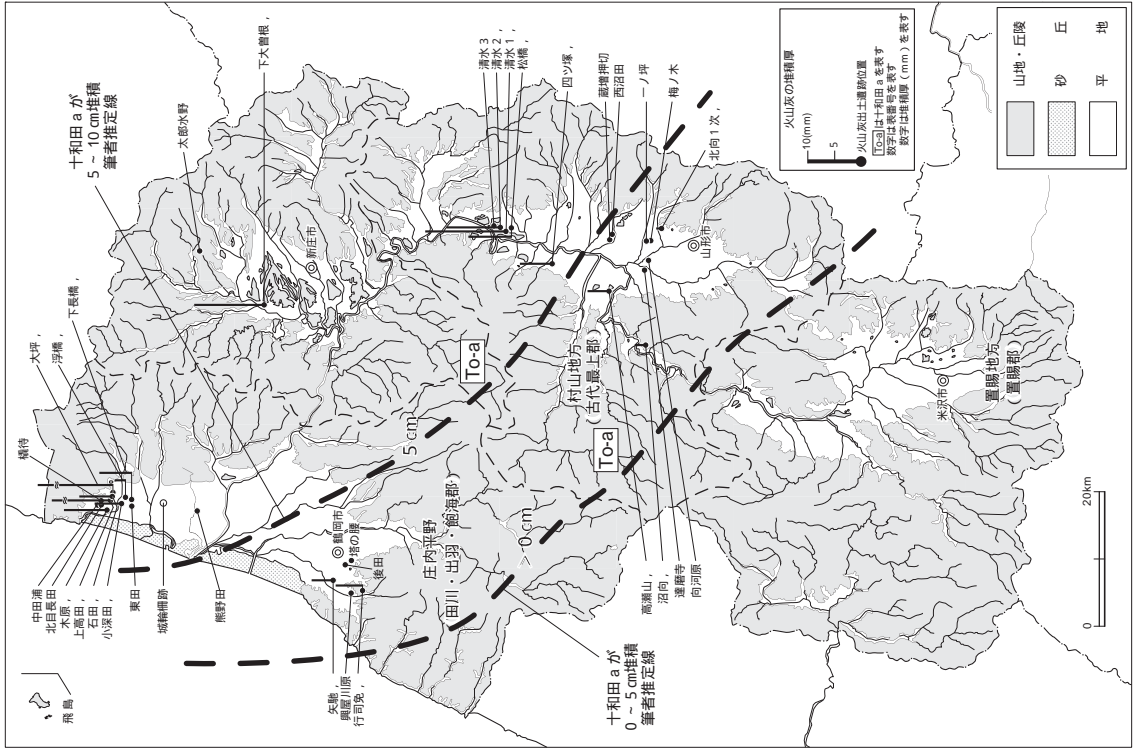 十和田ａが
5～10㎝堆積
筆者推定線
太郎水野
下大曽根，
大坪，
浮橋，
下長橋，
橇待
新庄市
清水3
清水2，
清水1，
松橋，
四ツ塚，
蔵増押切
西沼田
一ノ坪
梅ノ木
北向1次，
山形市
火山灰の堆積厚
10(mm)
5
火山灰出土遺跡位置
To-aは十和田ａを表す
数字は表番号を表す
数字は堆積厚(mm)を表す
山地・丘陵
砂　丘
平　地
To-a
5㎝
村山地方
（古代最上郡）
To-a
＞0㎝
庄内平野
田川・出羽・飽海郡）
置賜地方
（置賜郡）
米沢市
鶴岡市
塔の腰
後田
中田浦
北目長田
木原，
上高田，
石田，
小深田，
東田
城輪柵跡
熊野田
矢馳，
興屋川原
行司免，
高瀬山，
沼向，
達磨寺
向河原
十和田ａが
0～5㎝堆積
筆者推定線
飛島
0
20km